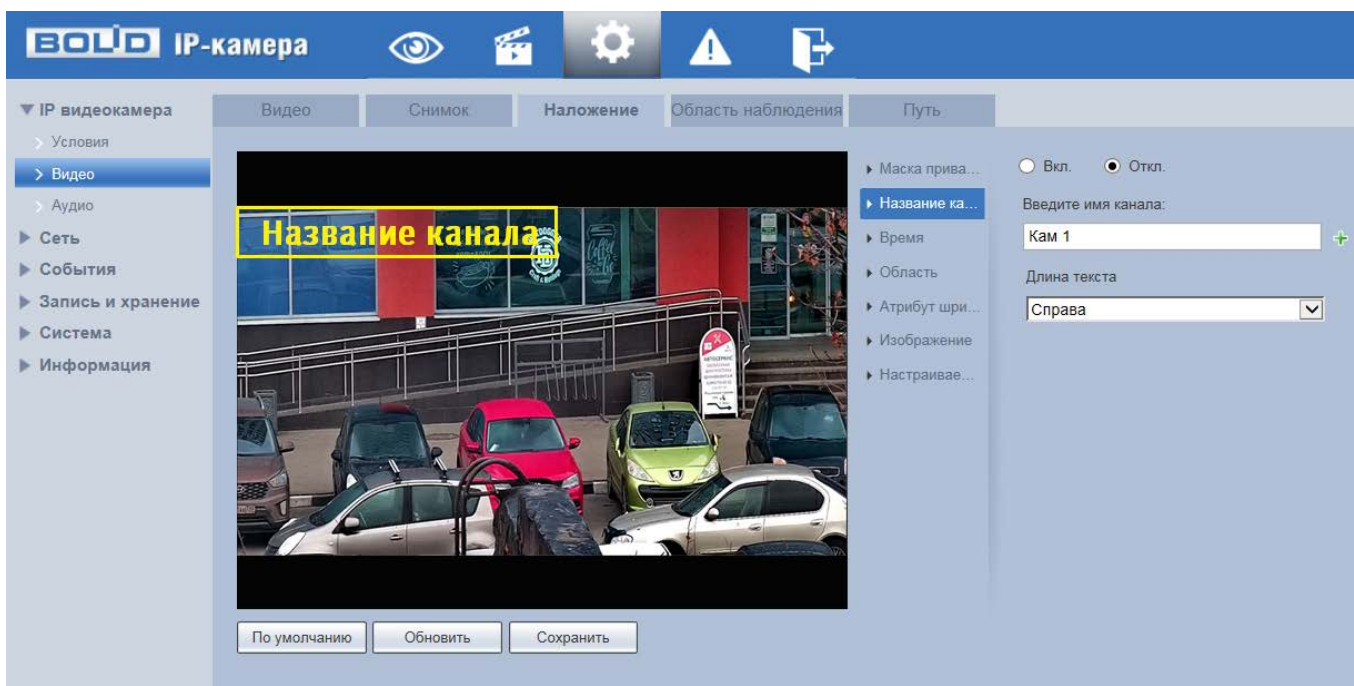 BOLID IP-камера
IP видеокамера
Условия
Видео
Аудио
Сеть
События
Запись и хранение
Система
Информация
Видео
Снимок
Наложение
Область наблюдения
Путь
Название канала
АВТОСЕРВИС
По умолчанию
Обновить
Сохранить
Маска прива...
Название ка...
Время
Область
Атрибут шри...
Изображение
Настраивае...
Вкл.
Откл.
Введите имя канала:
Кам 1
Длина текста
Справа